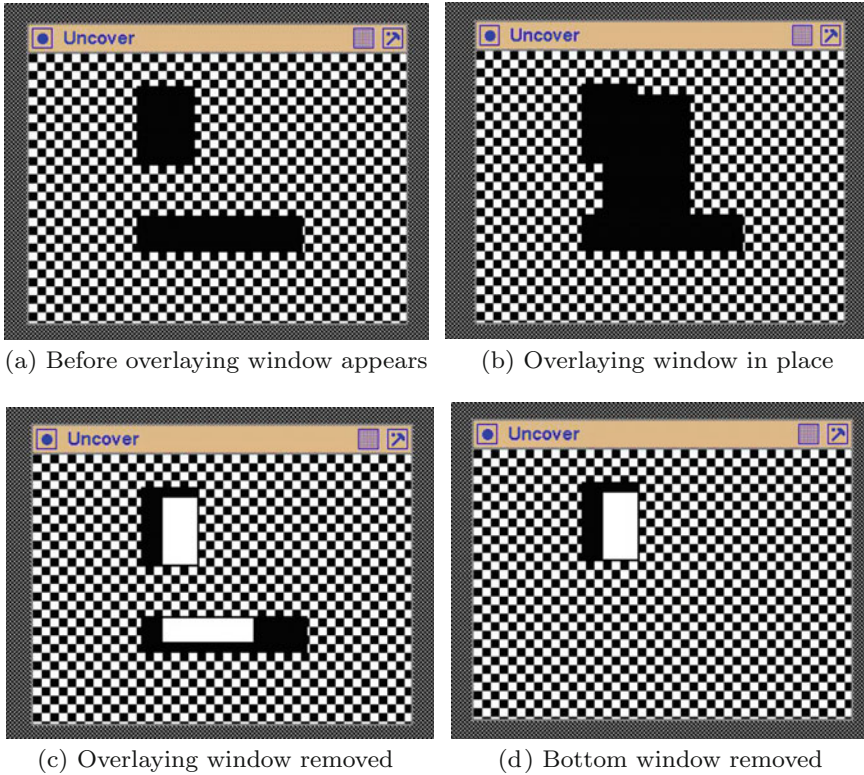 Uncover
Uncover
(a) Before overlaying window appears
(b) Overlaying window in place
Uncover
Uncover
(c) Overlaying window removed
(d) Bottom window removed